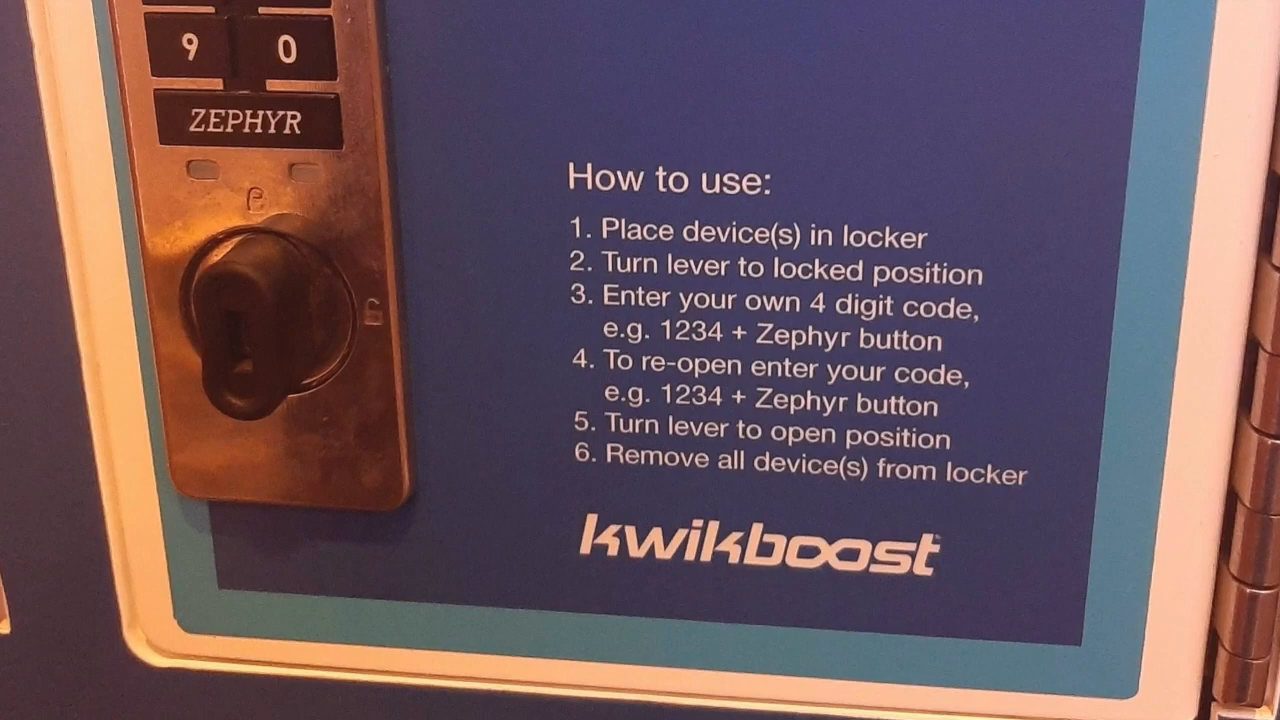 9 0
ZEPHYR
How to use:
1. Place device(s) in locker
2. Turn lever to locked position
3. Enter your own 4 digit code,
e.g. 1234 + Zephyr button
4. To re-open enter your code,
e.g. 1234 + Zephyr button
5. Turn lever to open position
6. Remove all device(s) from locker
kwikboost